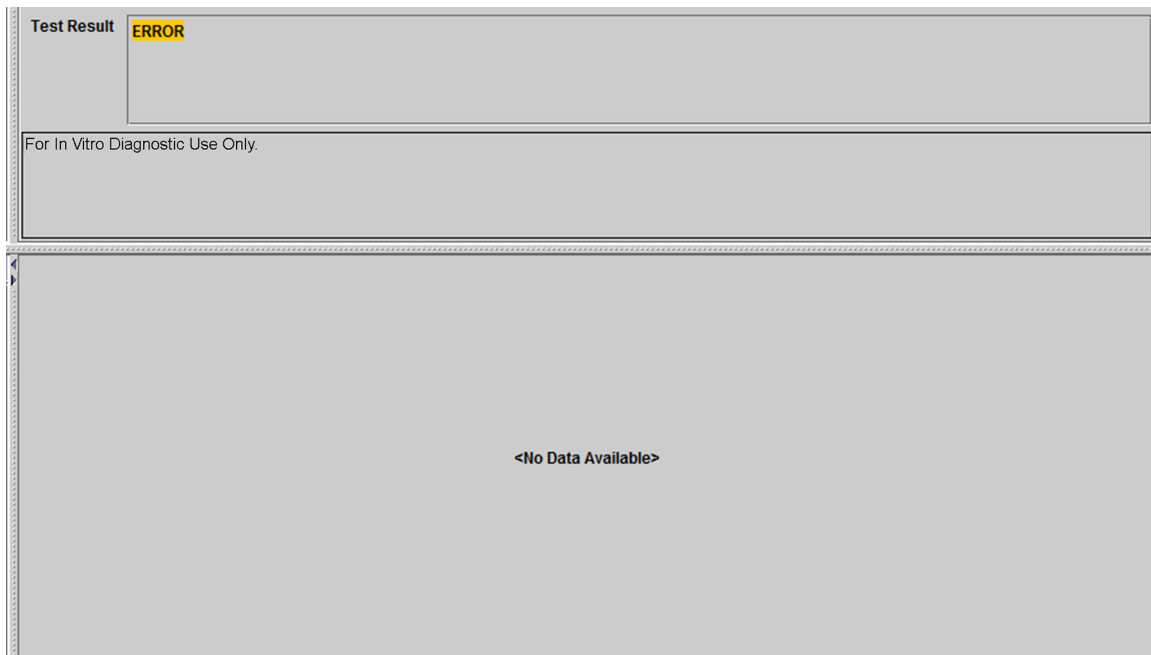 Test Result
ERROR
For In Vitro Diagnostic Use Only.
<No Data Available>